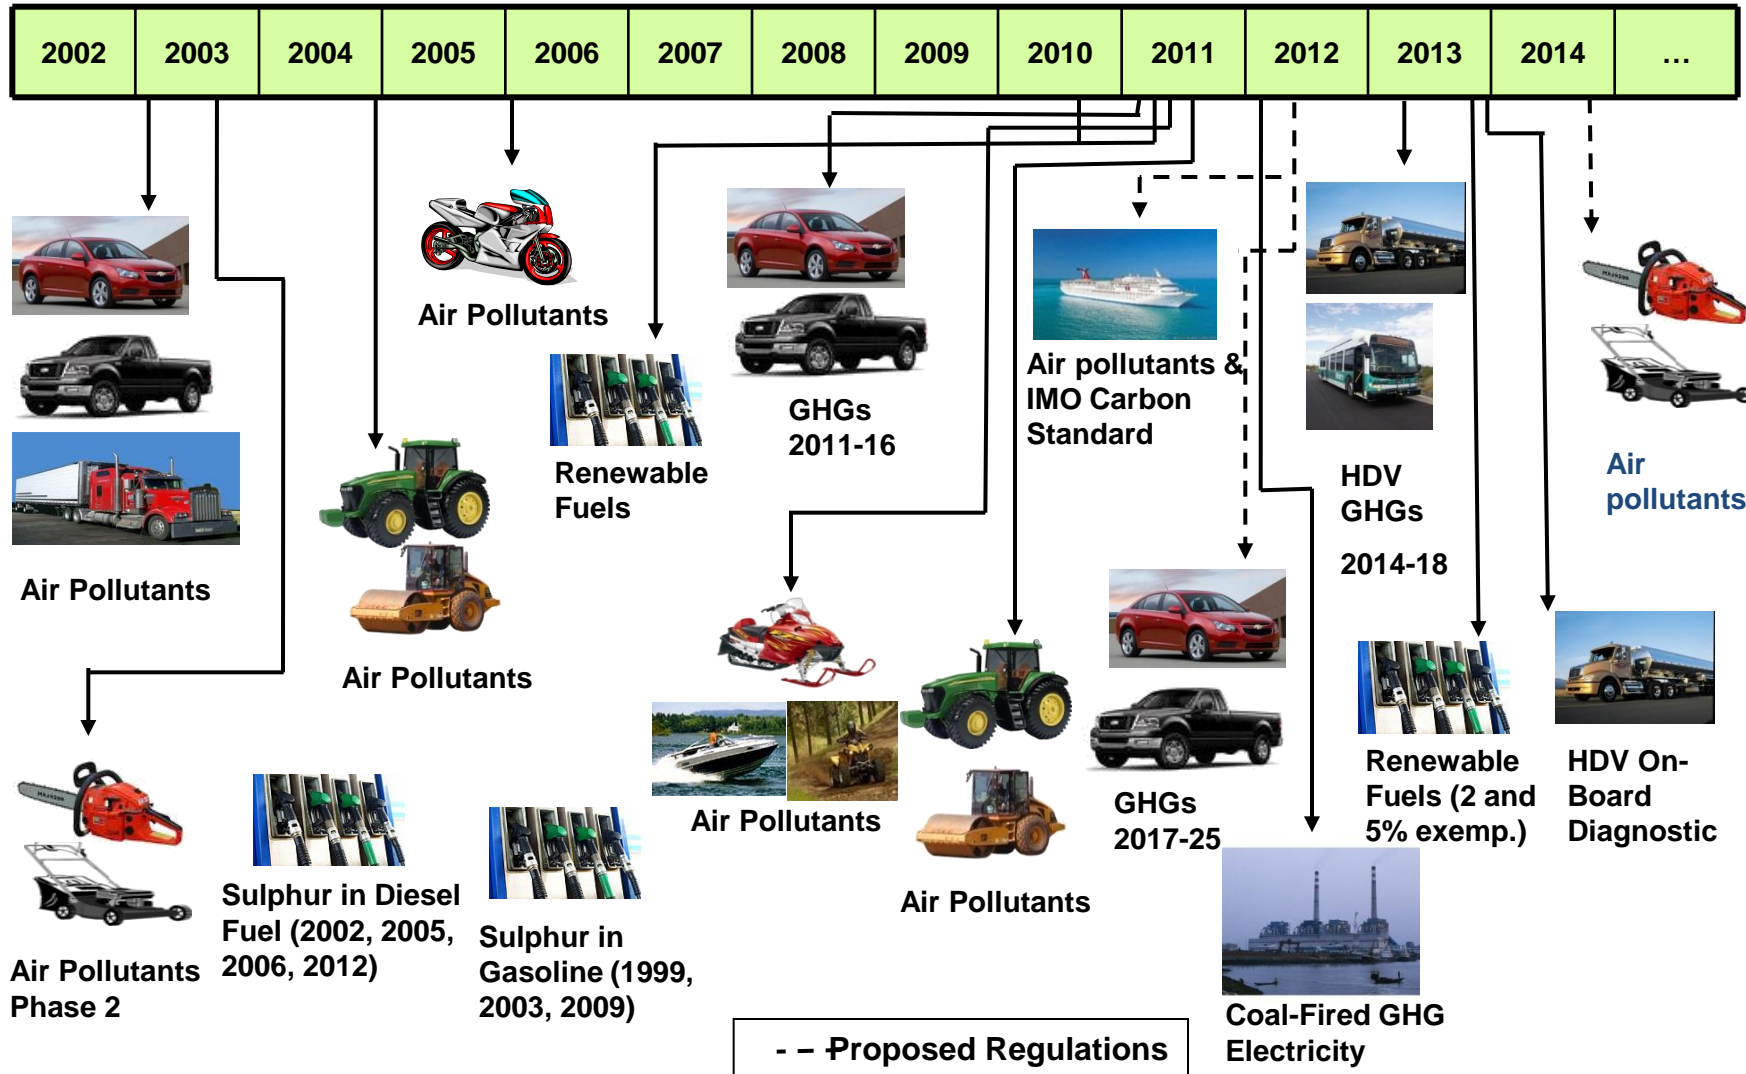 2002 2003 2004 2005 2006 2007 2008 2009 2010 2011 2012 2013 2014 ...
Air Pollutants
Air Pollutants
Phase 2
Sulphur in Diesel
Fuel (2002, 2005,
2006, 2012)
Air Pollutants
Air Pollutants
Sulphur in
Gasoline (1999,
2003, 2009)
Renewable
Fuels
GHGs
2011-16
Air Pollutants
Air Pollutants
Air pollutants &
IMO Carbon
Standard
GHGs
2017-25
Coal-Fired GHG
Electricity
HDV
GHGs
2014-18
Renewable
Fuels (2 and
5% exemp.)
HDV On-
Board
Diagnostic
Air
pollutants
Proposed Regulations